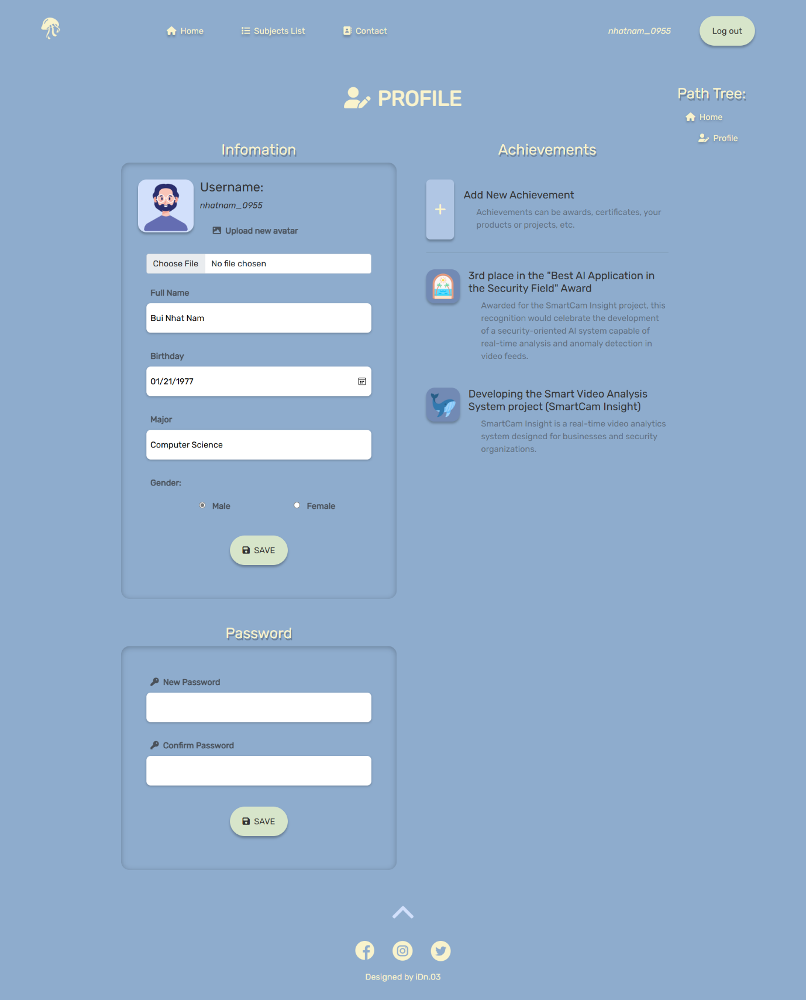 Home
Subjects List
Contact
nhatnam_0955
Log out
PROFILE
Path Tree:
Home
Profile
Infomation
Username:
nhatnam_0955
Upload new avatar
Choose File
No file chosen
Full Name
Bui Nhat Nam
Birthday
01/21/1977
Major
Computer Science
Gender:
Male
Female
SAVE
Achievements
Add New Achievement
Achievements can be awards, certificates, your
products or projects, etc.
3rd place in the "Best AI Application in
the Security Field" Award
Awarded for the SmartCam Insight project, this
recognition would celebrate the development
of a security-oriented AI system capable of
real-time analysis and anomaly detection in
video feeds.
Developing the Smart Video Analysis
System project (SmartCam Insight)
SmartCam Insight is a real-time video analytics
system designed for businesses and security
organizations.
Password
New Password
Confirm Password
SAVE
Designed by iDn.03